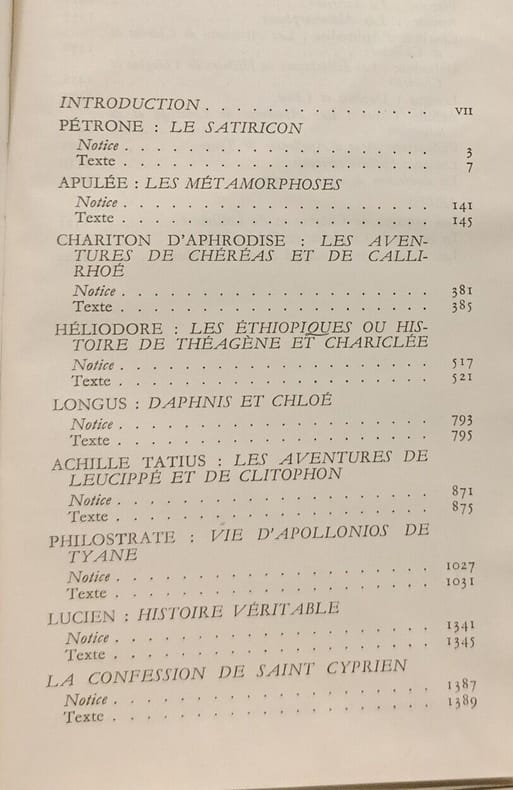 INTRODUCTION . . . . . . . . . . . . . . . . VII
PÉTRONE : LE SATIRICON
Notice . . . . . . . . . . . . . . . . . . . . 3
Texte . . . . . . . . . . . . . . . . . . . . 7
APULÉE : LES MÉTAMORPHOSES
Notice . . . . . . . . . . . . . . . . . . . . 141
Texte . . . . . . . . . . . . . . . . . . . . 145
CHARITON D'APHRODISE : LES AVEN-
TURES DE CHÉRÉAS ET DE CALLI-
RHOÉ
Notice . . . . . . . . . . . . . . . . . . . . 381
Texte . . . . . . . . . . . . . . . . . . . . 385
HÉLIODORE : LES ÉTHIOPIQUES OU HIS-
TOIRE DE THÉAGÈNE ET CHARICLÉE
Notice . . . . . . . . . . . . . . . . . . . . 517
Texte . . . . . . . . . . . . . . . . . . . . 521
LONGUS : DAPHNIS ET CHLOÉ
Notice . . . . . . . . . . . . . . . . . . . . 793
Texte . . . . . . . . . . . . . . . . . . . . 795
ACHILLE TATIUS : LES AVENTURES DE
LEUCIPPÉ ET DE CLITOPHON
Notice . . . . . . . . . . . . . . . . . . . . 871
Texte . . . . . . . . . . . . . . . . . . . . 875
PHILOSTRATE : VIE D'APOLLONIOS DE
TYANE
Notice . . . . . . . . . . . . . . . . . . . . 1027
Texte . . . . . . . . . . . . . . . . . . . . 1031
LUCIEN : HISTOIRE VÉRITABLE
Notice . . . . . . . . . . . . . . . . . . . . 1341
Texte . . . . . . . . . . . . . . . . . . . . 1345
LA CONFESSION DE SAINT CYPRIEN
Notice . . . . . . . . . . . . . . . . . . . . 1387
Texte . . . . . . . . . . . . . . . . . . . . 1389